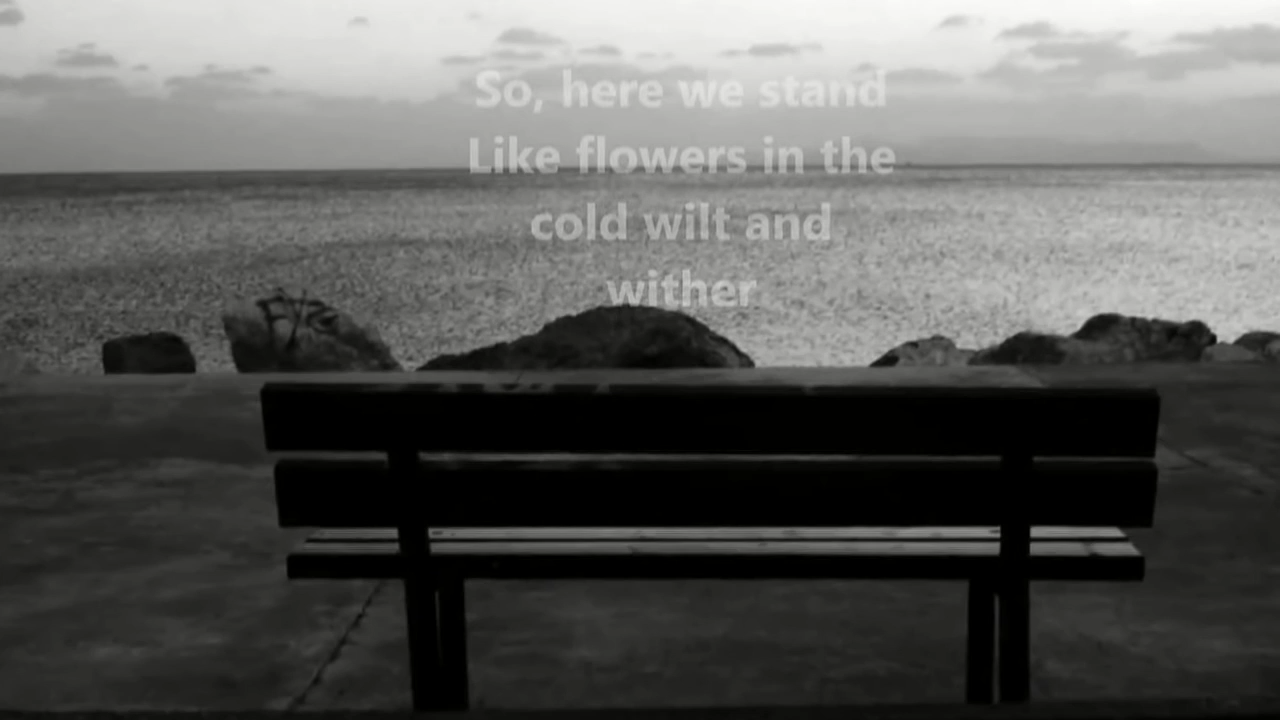 So, here we stand
Like flowers in the
cold wilt and
wither